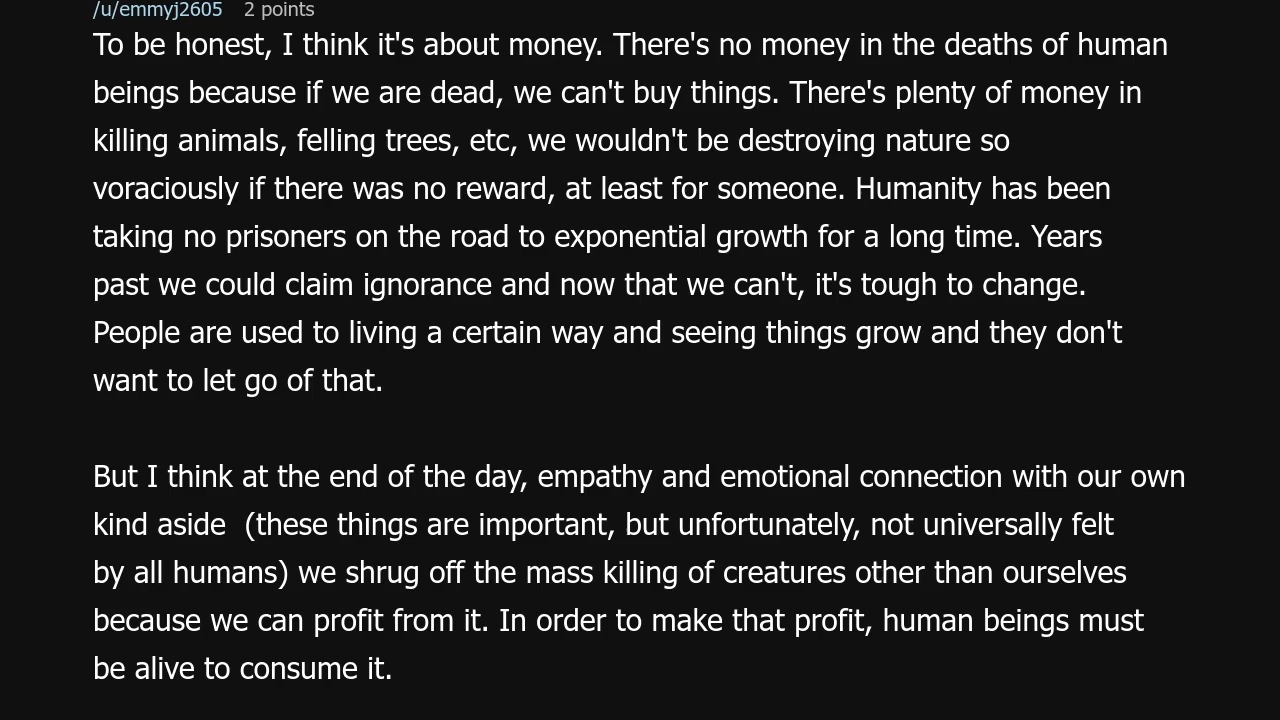 /u/emmyj2605 2 points
To be honest, I think it's about money. There's no money in the deaths of human
beings because if we are dead, we can't buy things. There's plenty of money in
killing animals, felling trees, etc, we wouldn't be destroying nature so
voraciously if there was no reward, at least for someone. Humanity has been
taking no prisoners on the road to exponential growth for a long time. Years
past we could claim ignorance and now that we can't, it's tough to change.
People are used to living a certain way and seeing things grow and they don't
want to let go of that.
But I think at the end of the day, empathy and emotional connection with our own
kind aside  (these things are important, but unfortunately, not universally felt
by all humans) we shrug off the mass killing of creatures other than ourselves
because we can profit from it. In order to make that profit, human beings must
be alive to consume it.